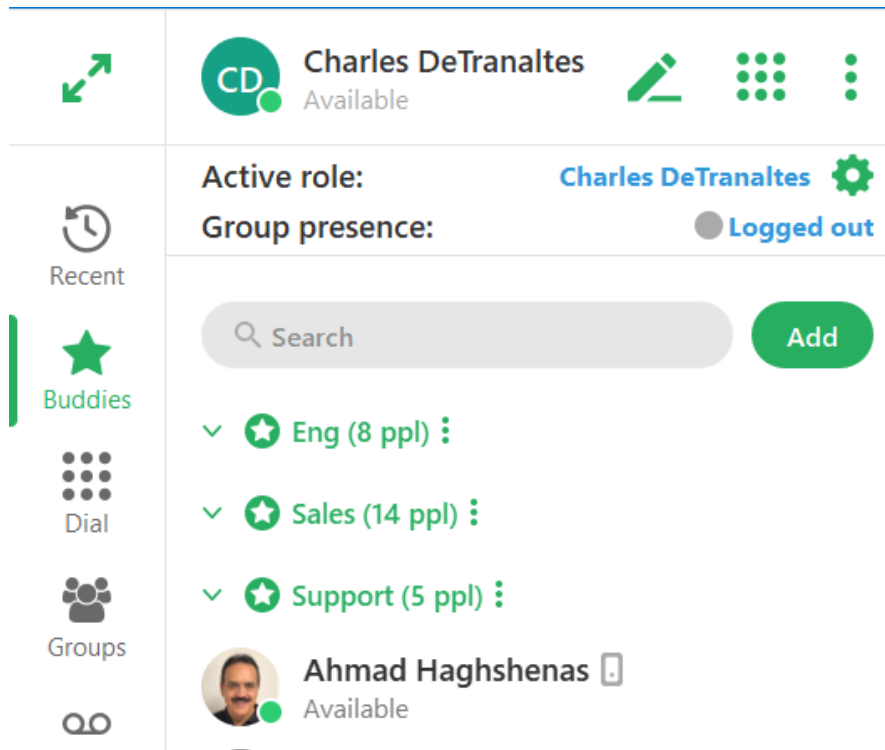 CD
Charles DeTranaltes
Available
Active role: Charles DeTranaltes
Group presence: Logged out
Recent
Search
Add
Buddies
Eng (8 ppl)
Dial
Sales (14 ppl)
Support (5 ppl)
Groups
Ahmad Haghshenas
Available